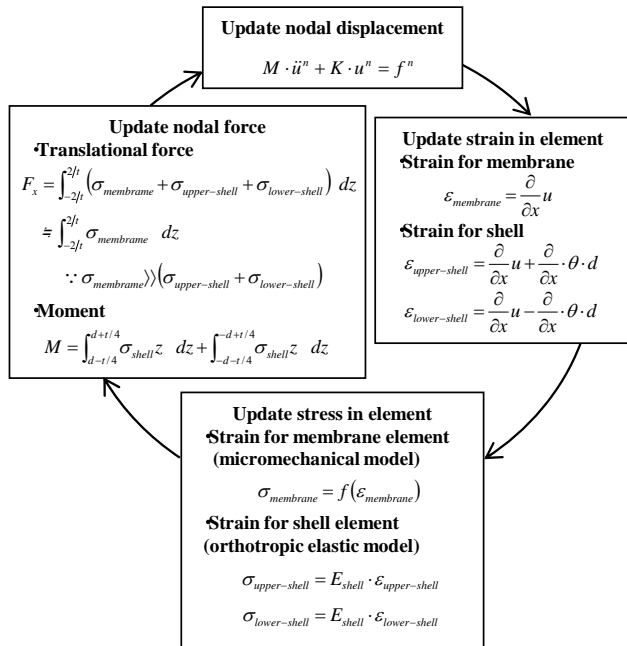 Update nodal displacement
M · ü^n + K · u^n = f^n
Update strain in element
•Strain for membrane
ε_membrane = ∂/∂x u
•Strain for shell
ε_upper-shell = ∂/∂x u + ∂/∂x · θ · d
ε_lower-shell = ∂/∂x u − ∂/∂x · θ · d
Update stress in element
•Strain for membrane element
(micromechanical model)
σ_membrane = f(ε_membrane)
•Strain for shell element
(orthotropic elastic model)
σ_upper-shell = E_shell · ε_upper-shell
σ_lower-shell = E_shell · ε_lower-shell
Update nodal force
•Translational force
F_x = ∫_{-2/t}^{2/t} (σ_membrane + σ_upper-shell + σ_lower-shell) dz
≒ ∫_{-2/t}^{2/t} σ_membrame dz
∵ σ_membrame ⟩⟩ (σ_upper-shell + σ_lower-shell)
•Moment
M = ∫_{d-t/4}^{d+t/4} σ_shell z dz + ∫_{-d-t/4}^{-d+t/4} σ_shell z dz